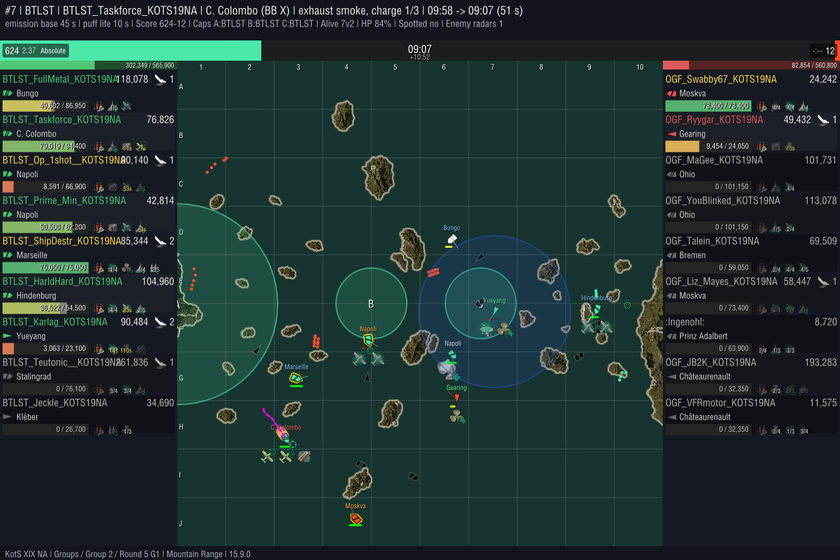 #7 | BTLST | BTLST_Taskforce_KOTS19NA | C. Colombo (BB X) | exhaust smoke, charge 1/3 | 09:58 -> 09:07 (51 s)
emission base 45 s | puff life 10 s | Score 624-12 | Caps A:BTLST B:BTLST C:BTLST | Alive 7v2 | HP 84% | Spotted no | Enemy radars 1
624 2:37 Absolute
09:07
+10:52
-:-- 12
302,349 / 565,900
82,854 / 560,800
1 2 3 4 5 6 7 8 9 10
A
B
C
D
E
G
H
I
J
BTLST_FullMetal_KOTS19NA 118,078 1
Bungo
BTLST_Taskforce_KOTS19NA 76,826
C. Colombo
BTLST_Op_1shot__KOTS19NA 1
Napoli
8,591 / 66,900
BTLST_Prime_Min_KOTS19NA 42,814
Napoli
BTLST_ShipDestr_KOTS19NA 85,344 2
Marseille
75,050 / 75,050
BTLST_HarldHard_KOTS19NA 104,960
Hindenburg
BTLST_Karlag_KOTS19NA 90,484 2
Yueyang
3,063 / 23,100
BTLST_Teutonic__KOTS19NA 1
Stalingrad
0 / 76,100
BTLST_Jeckle_KOTS19NA 34,690
Kléber
0 / 26,700
OGF_Swabby67_KOTS19NA 24,242
Moskva
73,400 / 73,400
OGF_Ryygar_KOTS19NA 49,432 1
Gearing
9,454 / 24,050
OGF_MaGee_KOTS19NA 101,731
Ohio
0 / 101,150
OGF_YouBlinked_KOTS19NA 113,078
Ohio
0 / 101,150
OGF_Talein_KOTS19NA 69,509
Bremen
0 / 59,050
OGF_Liz_Mayes_KOTS19NA 58,447 1
Moskva
0 / 73,400
:Ingenohl: 8,720
Prinz Adalbert
0 / 63,900
OGF_JB2K_KOTS19NA 193,283
Châteaurenault
0 / 32,350
OGF_VFRmotor_KOTS19NA 11,575
Châteaurenault
0 / 32,350
Bungo
B
Yueyang
Hindenburg
Napoli
Napoli
Marseille
Gearing
C. Colombo
Moskva
KotS XIX NA | Groups / Group 2 / Round 5 G1 | Mountain Range | 15.9.0